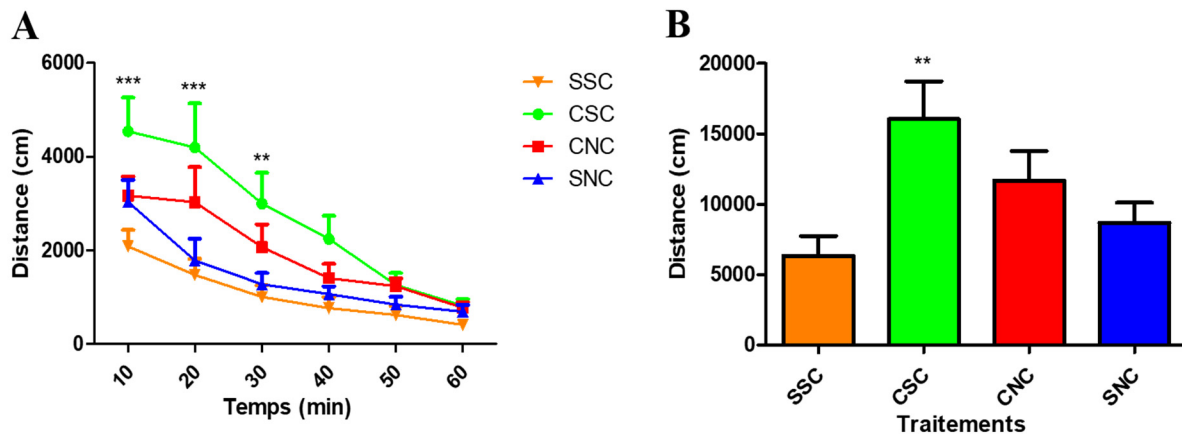 A
6000
4000
2000
0
Distance (cm)
***
***
**
10
20
30
40
50
60
Temps (min)
SSC
CSC
CNC
SNC
B
20000
15000
10000
5000
0
Distance (cm)
**
SSC
CSC
CNC
SNC
Traitements